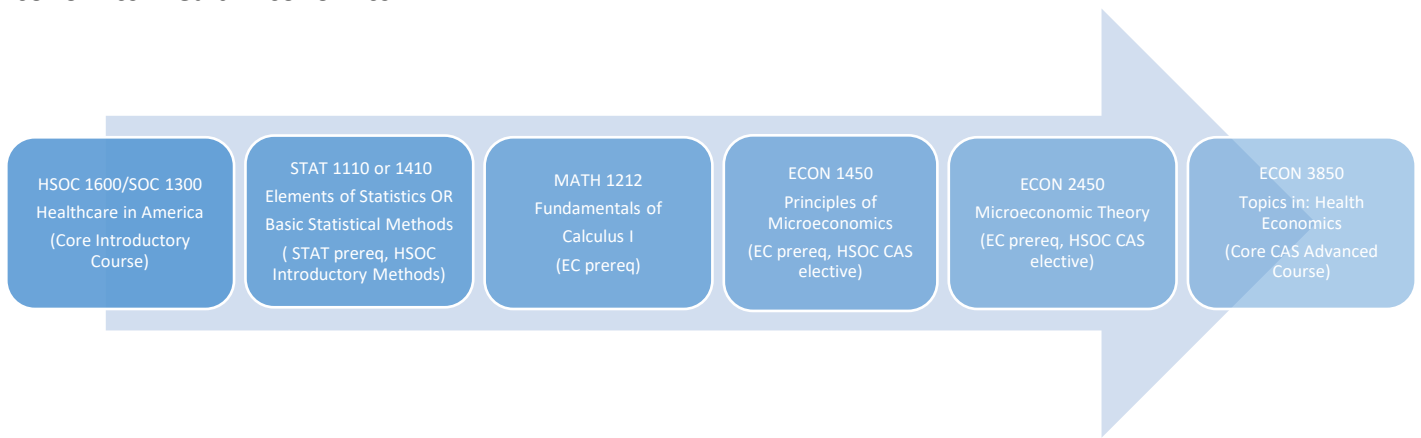 HSOC 1600/SOC 1300
Healthcare in America
(Core Introductory
Course)
STAT 1110 or 1410
Elements of Statistics OR
Basic Statistical Methods
( STAT prereq, HSOC
Introductory Methods)
MATH 1212
Fundamentals of
Calculus I
(EC prereq)
ECON 1450
Principles of
Microeconomics
(EC prereq, HSOC CAS
elective)
ECON 2450
Microeconomic Theory
(EC prereq, HSOC CAS
elective)
ECON 3850
Topics in: Health
Economics
(Core CAS Advanced
Course)